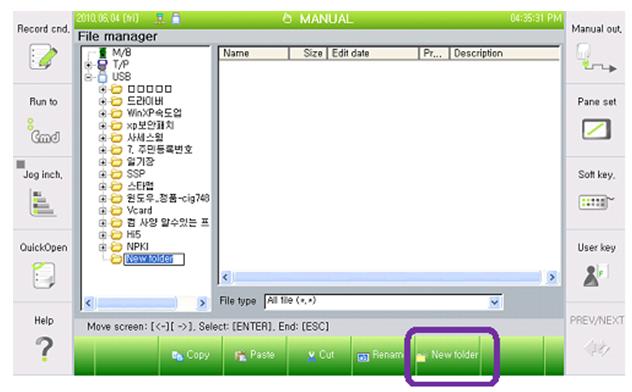 2010.06.04 (fri)
MANUAL
04:35:31 PM
Record cnd.
Run to
Cmd
Jog inch.
QuickOpen
Help
?
File manager
M/B
T/P
USB
ㅁㅁㅁㅁㅁ
드라이버
WinXP속도업
xp보안패치
사세스윌
7. 주민등록번호
일기장
SSP
스타랩
윈도우_정품-cig748
Vcard
컴 사양 알수있는 프
Hi5
NPKI
New folder
Name Size Edit date Pr... Description
File type All file (*.*)
Move screen: [<-][ ->], Select: [ENTER], End: [ESC]
Copy
Paste
Cut
Rename
New folder
Manual out.
Pane set
Soft key.
User key
F
PREV/NEXT